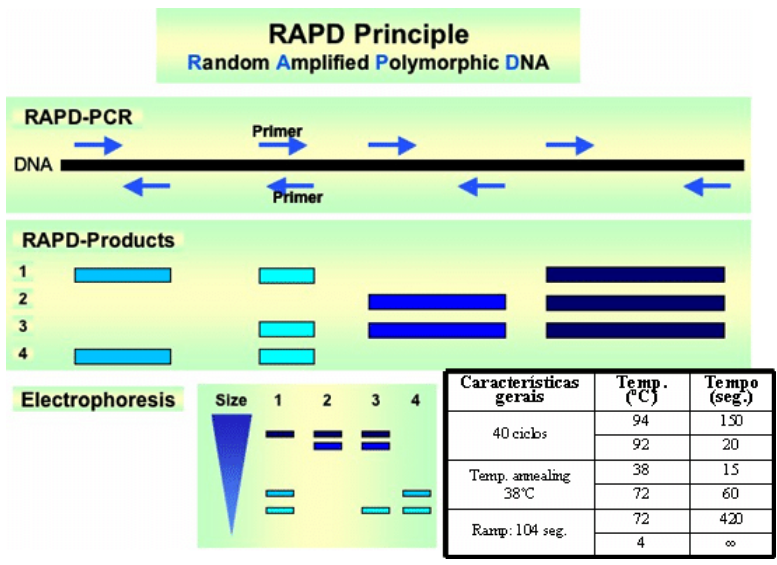 RAPD Principle
Random Amplified Polymorphic DNA
RAPD-PCR
Primer
DNA
Primer
RAPD-Products
1
2
3
4
Electrophoresis
Size 1 2 3 4
Características gerais Temp. (ºC) Tempo (seg.)
40 ciclos 94 150
92 20
Temp. annealing 38ºC 38 15
72 60
Ramp: 104 seg. 72 420
4 ∞